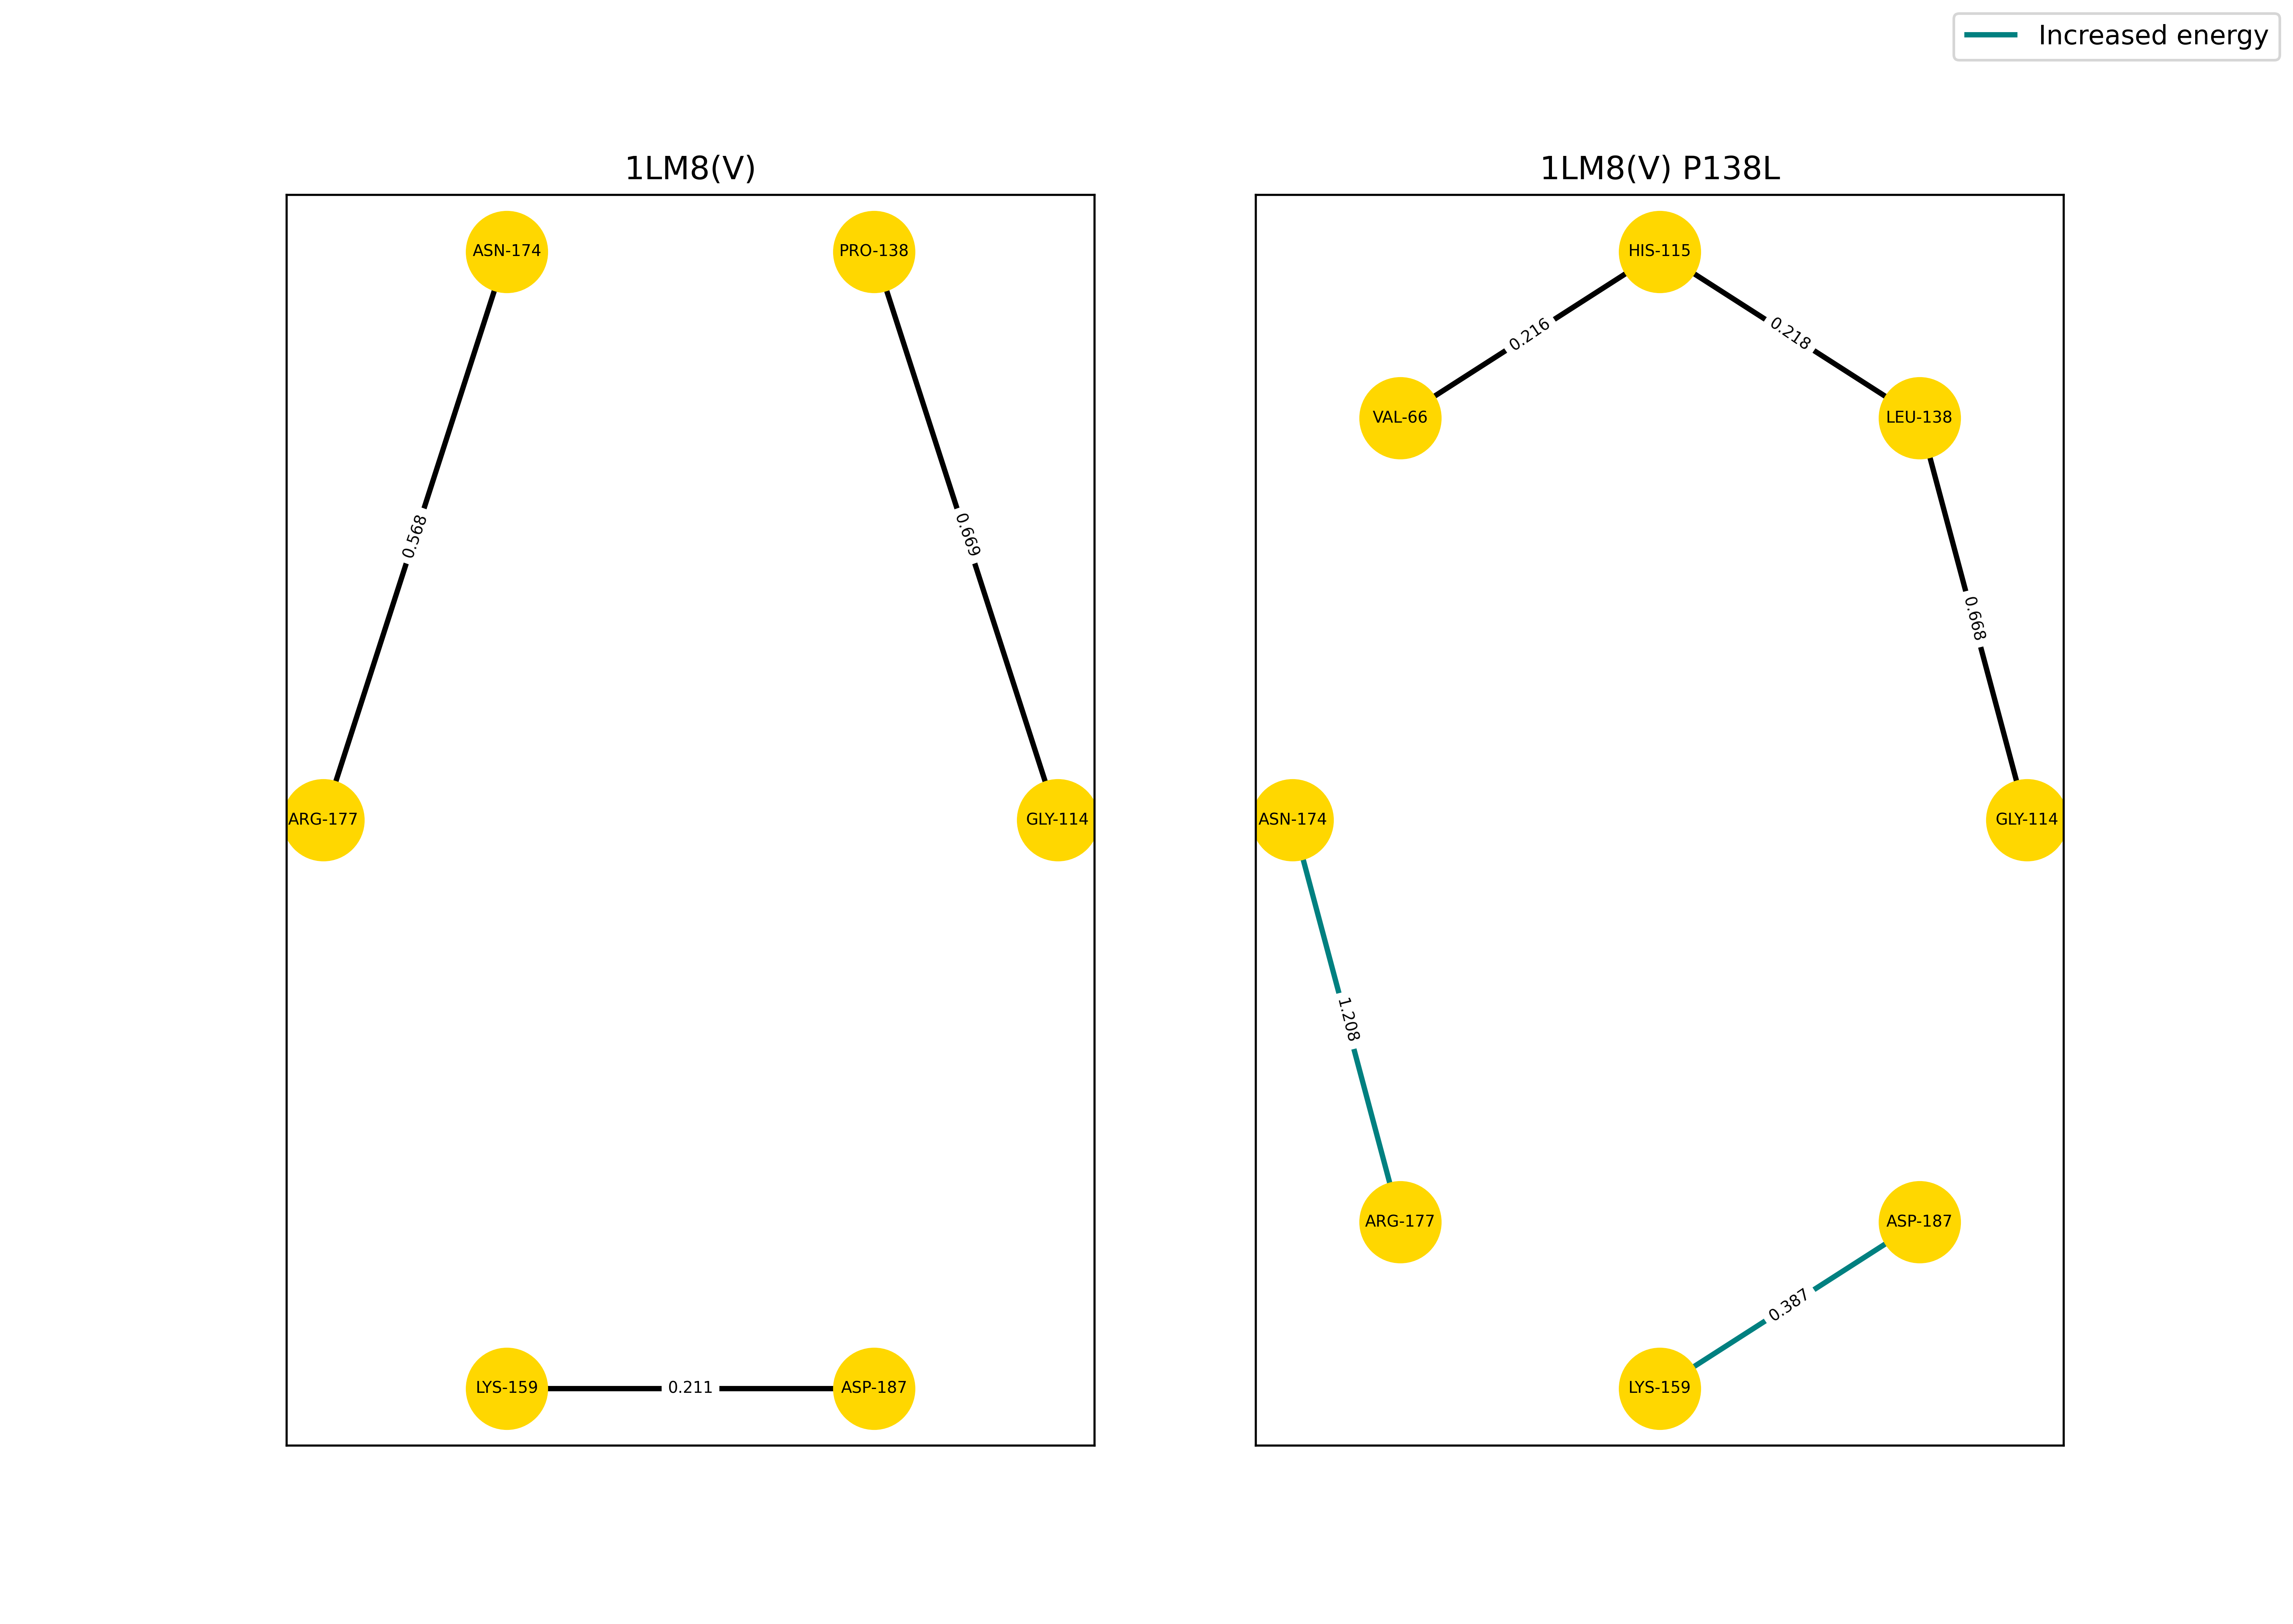 Increased energy
1LM8(V)
ASN-174
PRO-138
0.568
0.669
ARG-177
GLY-114
LYS-159
0.211
ASP-187
1LM8(V) P138L
HIS-115
0.216
0.218
VAL-66
LEU-138
0.668
ASN-174
GLY-114
1.208
ARG-177
ASP-187
0.387
LYS-159